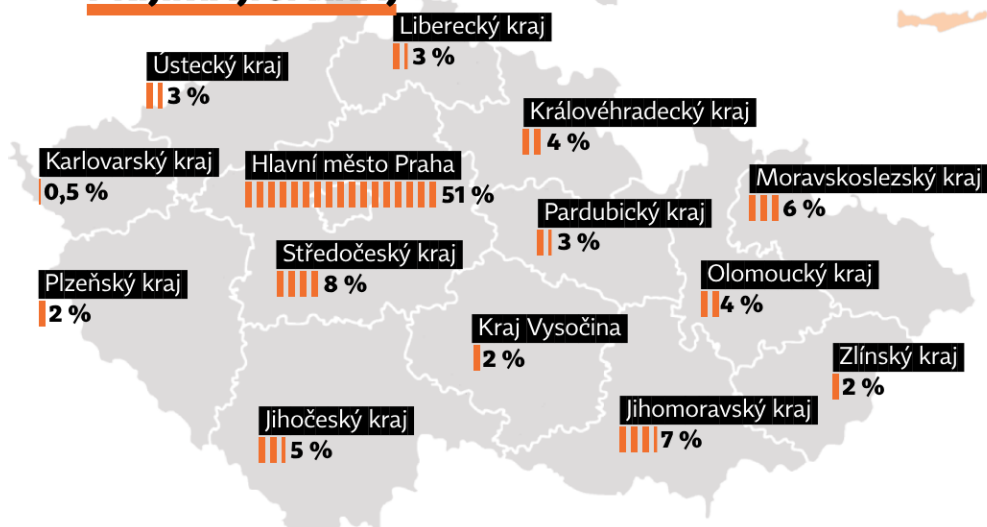 Liberecký kraj
3 %
Ústecký kraj
3 %
Královéhradecký kraj
4 %
Karlovarský kraj
0,5 %
Hlavní město Praha
51 %
Moravskoslezský kraj
6 %
Pardubický kraj
3 %
Středočeský kraj
8 %
Olomoucký kraj
4 %
Plzeňský kraj
2 %
Kraj Vysočina
2 %
Zlínský kraj
2 %
Jihočeský kraj
5 %
Jihomoravský kraj
7 %